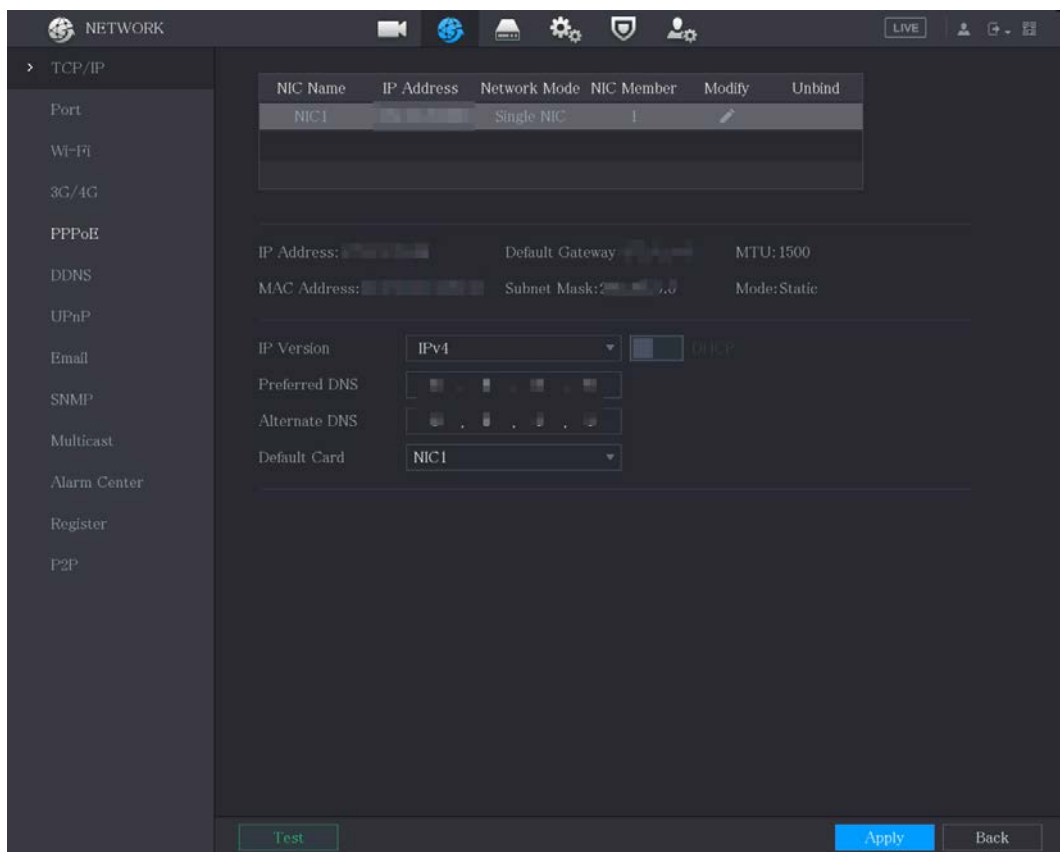 NETWORK
LIVE
TCP/IP
Port
Wi-Fi
3G/4G
PPPoE
DDNS
UPnP
Email
SNMP
Multicast
Alarm Center
Register
P2P
NIC Name IP Address Network Mode NIC Member Modify Unbind
NIC1 Single NIC 1
IP Address: Default Gateway MTU:1500
MAC Address: Subnet Mask: Mode:Static
IP Version IPv4 DHCP
Preferred DNS
Alternate DNS
Default Card NIC1
Test Apply Back